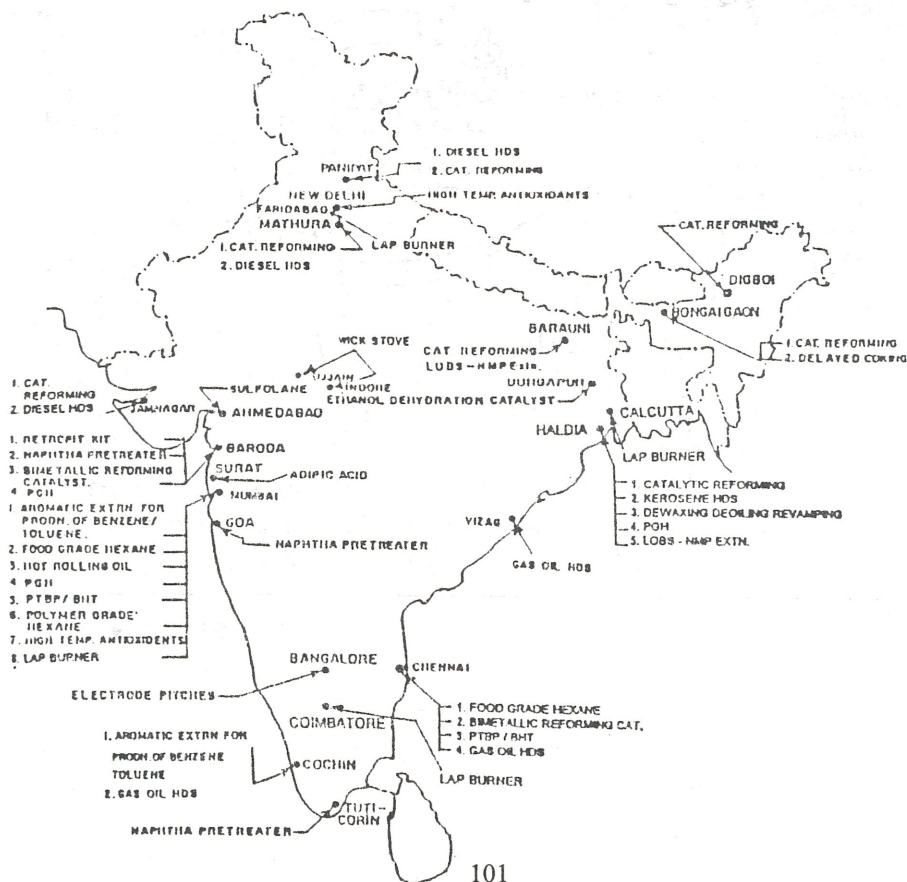 PANIPAT
1. DIESEL HDS
2. CAT. REFORMING
NEW DELHI
HIGH TEMP. ANTIOXIDANTS
FARIDABAD
MATHURA
LAP BURNER
1. CAT. REFORMING
2. DIESEL HDS
CAT. REFORMING
DIGBOI
BONGAIGAON
1. CAT. REFORMING
2. DELAYED COKING
BARAUNI
CAT. REFORMING
LUBS - NMP Extn.
WICK STOVE
UJJAIN
INDORE
DURGAPUR
ETHANOL DEHYDRATION CATALYST
1. CAT.
REFORMING
2. DIESEL HDS
JAMNAGAR
SULFOLANE
AHMEDABAD
CALCUTTA
HALDIA
LAP BURNER
1. CATALYTIC REFORMING
2. KEROSENE HDS
3. DEWAXING DEOILING REVAMPING
4. PGH
5. LOBS - NMP EXTN.
1. RETROFIT KIT
2. NAPHTHA PRETREATER
3. BIMETALLIC REFORMING
CATALYST.
4 PGH
BARODA
SURAT
ADIPIC ACID
MUMBAI
1. AROMATIC EXTRN FOR
PRODN. OF BENZENE/
TOLUENE.
2. FOOD GRADE HEXANE
3. HOT ROLLING OIL
4 PGH
5. PTBP/ BHT
6. POLYMER GRADE
HEXANE
7. HIGH TEMP. ANTIOXIDENTS
8. LAP BURNER
GOA
NAPHTHA PRETREATER
VIZAG
GAS OIL HDS
BANGALORE
ELECTRODE PITCHES
CHENNAI
1. FOOD GRADE HEXANE
2. BIMETALLIC REFORMING CAT.
3. PTBP / BHT
4. GAS OIL HDS
COIMBATORE
LAP BURNER
1. AROMATIC EXTRN FOR
PRODN. OF BENZENE
TOLUENE
2. GAS OIL HDS
COCHIN
TUTI-
CORIN
NAPHTHA PRETREATER
101